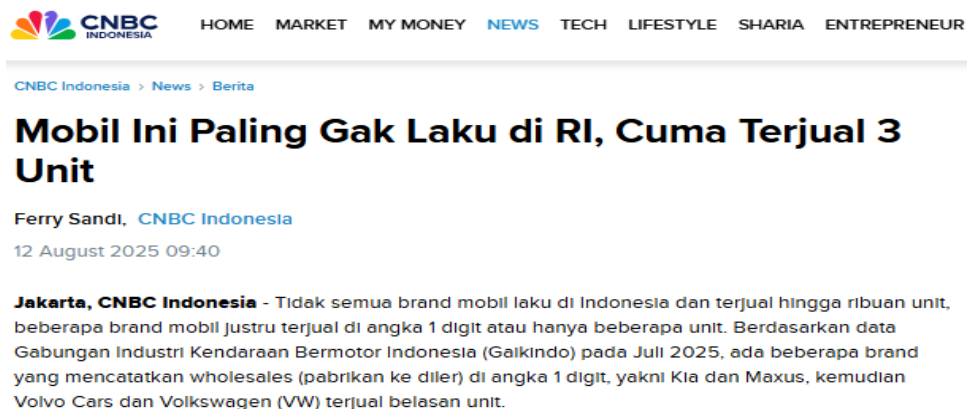 CNBC INDONESIA HOME MARKET MY MONEY NEWS TECH LIFESTYLE SHARIA ENTREPRENEUR
CNBC Indonesia > News > Berita
Mobil Ini Paling Gak Laku di RI, Cuma Terjual 3
Unit
Ferry Sandi, CNBC Indonesia
12 August 2025 09:40
Jakarta, CNBC Indonesia - Tidak semua brand mobil laku di Indonesia dan terjual hingga ribuan unit,
beberapa brand mobil justru terjual di angka 1 digit atau hanya beberapa unit. Berdasarkan data
Gabungan Industri Kendaraan Bermotor Indonesia (Gaikindo) pada Juli 2025, ada beberapa brand
yang mencatatkan wholesales (pabrikan ke diler) di angka 1 digit, yakni Kia dan Maxus, kemudian
Volvo Cars dan Volkswagen (VW) terjual belasan unit.